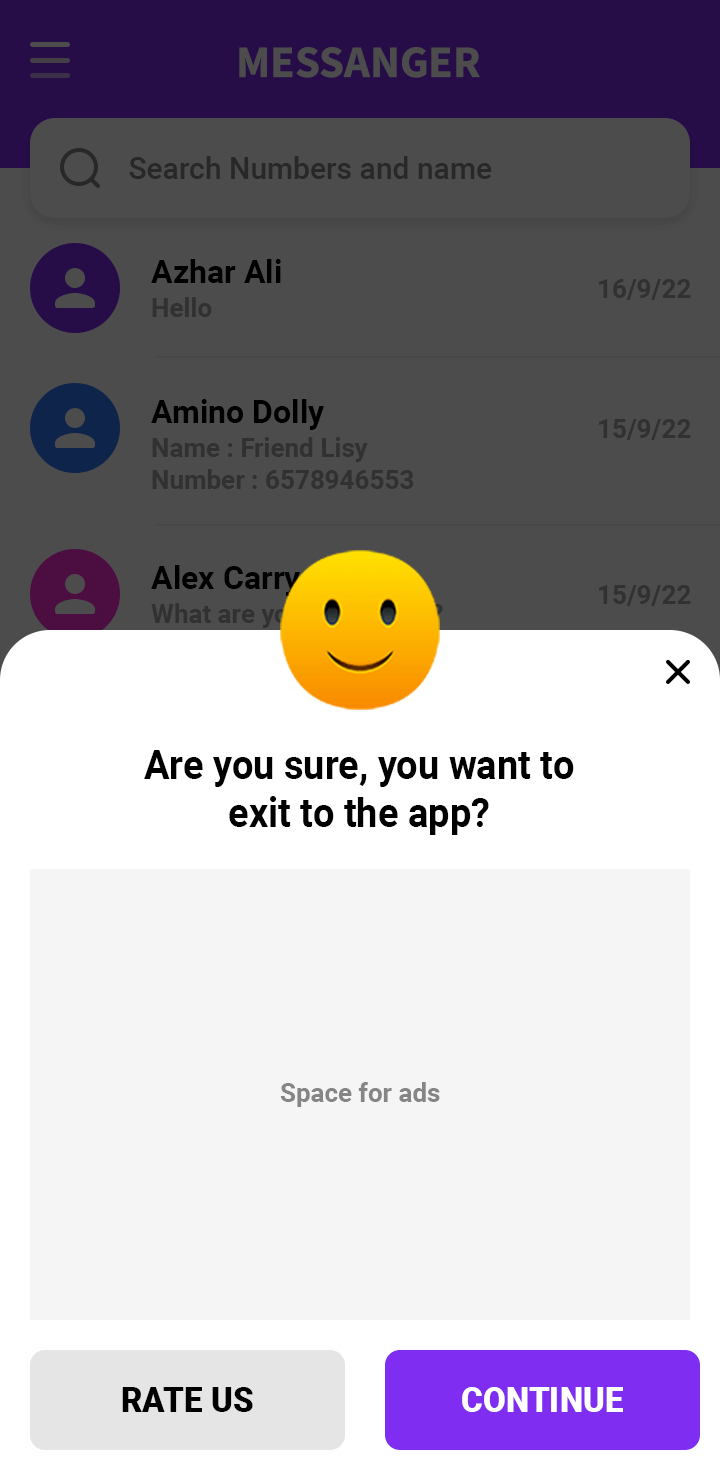 MESSANGER
Search Numbers and name
Azhar Ali
16/9/22
Hello
Amino Dolly
15/9/22
Name : Friend Lisy
Number : 6578946553
Alex Carry
15/9/22
What are ?
Are you sure, you want to
exit to the app?
Space for ads
RATE US
CONTINUE